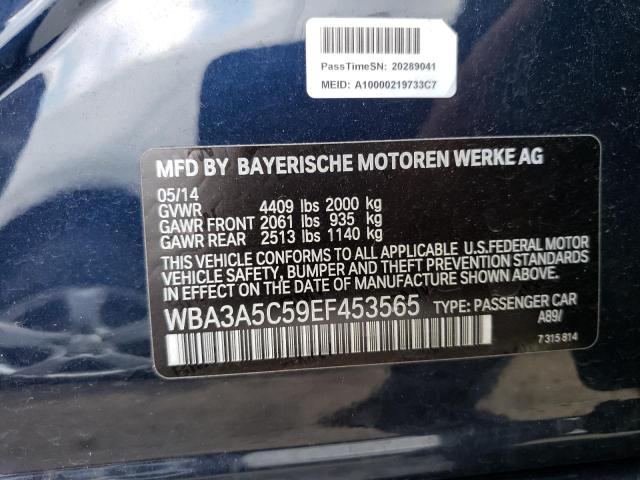 PassTimeSN: 20289041
MEID: A10000219733C7
MFD BY BAYERISCHE MOTOREN WERKE AG
05/14
GVWR 4409 lbs 2000 kg
GAWR FRONT 2061 lbs 935 kg
GAWR REAR 2513 lbs 1140 kg
THIS VEHICLE CONFORMS TO ALL APPLICABLE U.S.FEDERAL MOTOR
VEHICLE SAFETY, BUMPER AND THEFT PREVENTION STANDARDS
IN EFFECT ON THE DATE OF MANUFACTURE SHOWN ABOVE.
WBA3A5C59EF453565 TYPE: PASSENGER CAR
A89/
7 315 814